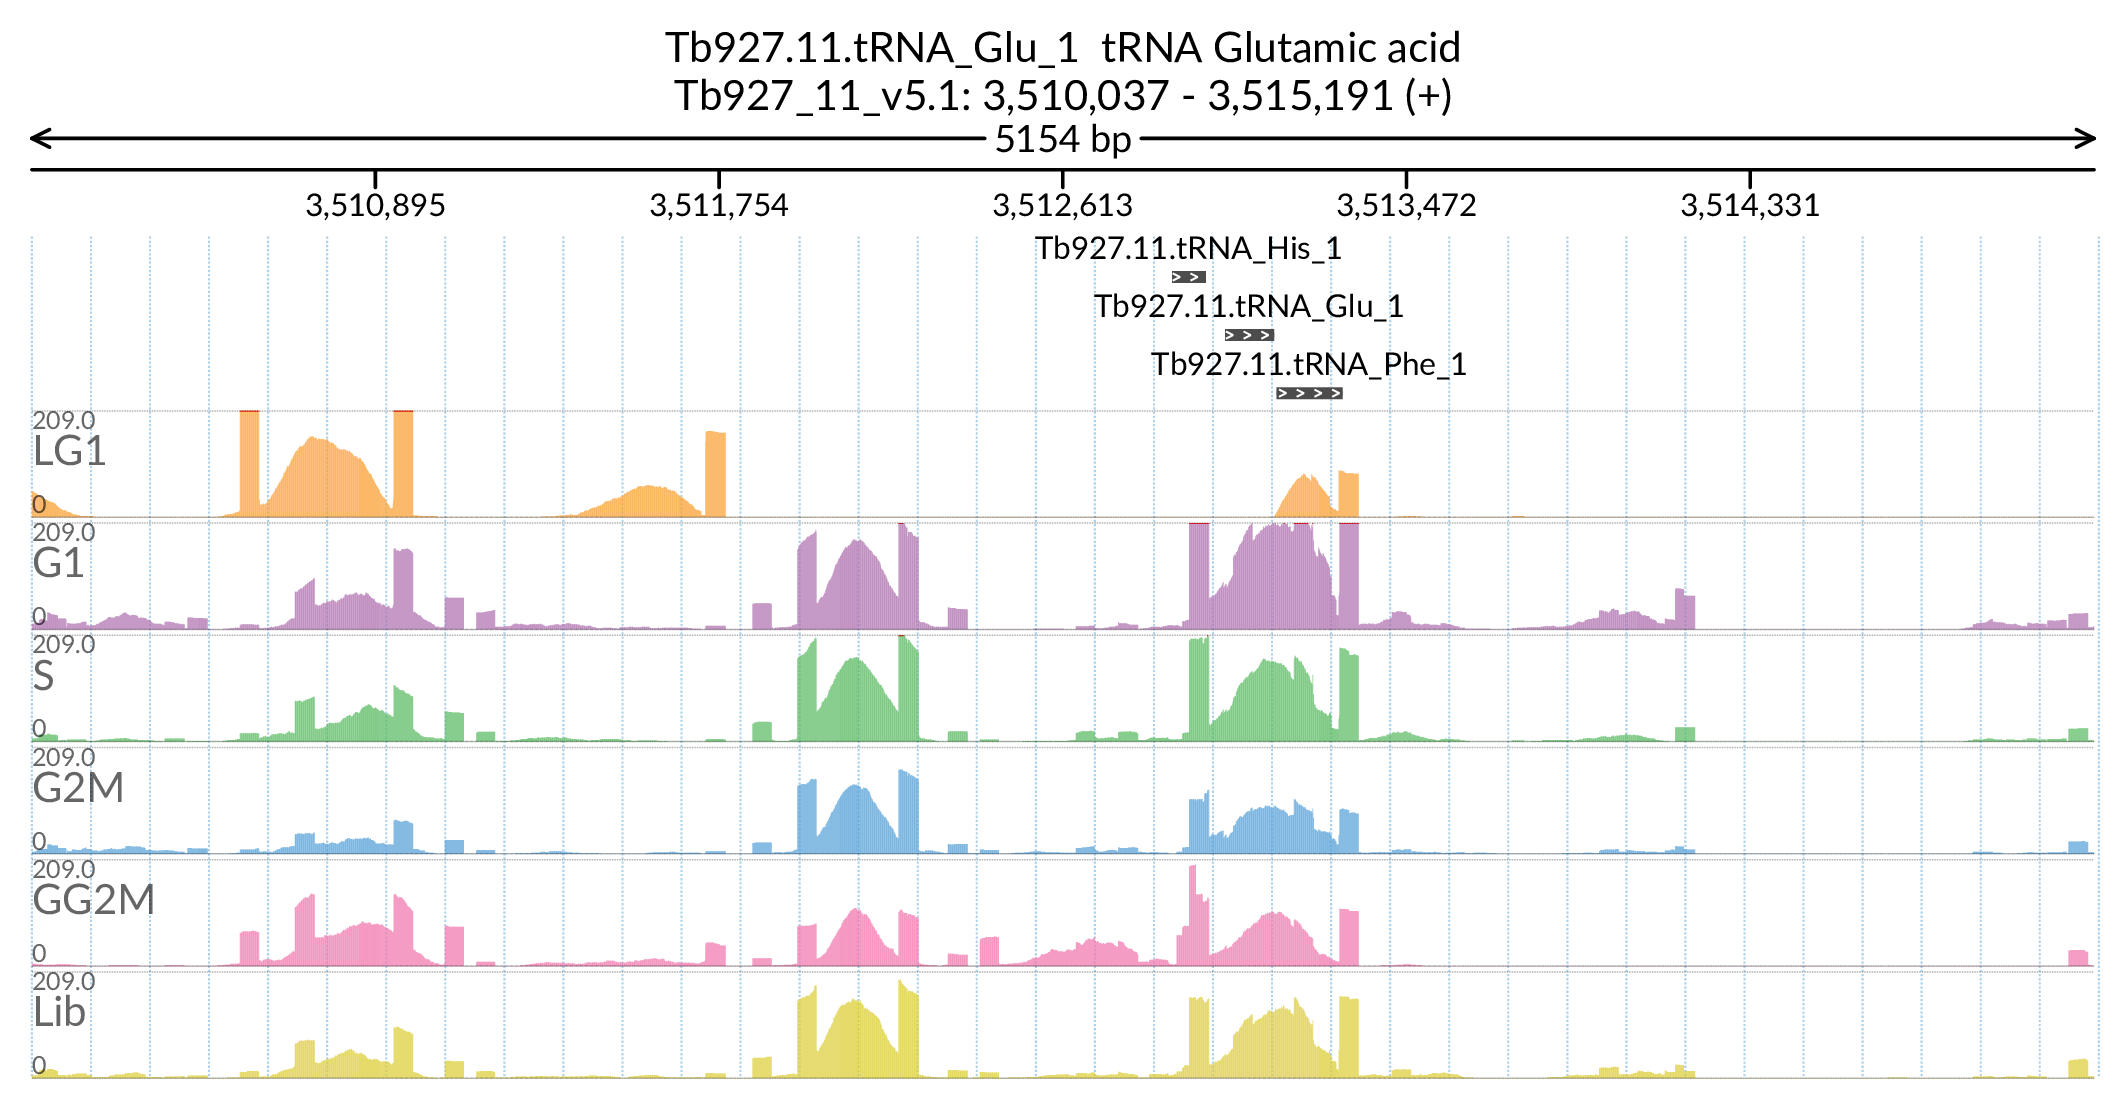 Tb927.11.tRNA_Glu_1  tRNA Glutamic acid
Tb927_11_v5.1: 3,510,037 - 3,515,191 (+)
5154 bp
3,510,895 3,511,754 3,512,613 3,513,472 3,514,331
Tb927.11.tRNA_His_1
Tb927.11.tRNA_Glu_1
Tb927.11.tRNA_Phe_1
209.0
LG1
0
209.0
G1
0
209.0
S
0
209.0
G2M
0
209.0
GG2M
0
209.0
Lib
0